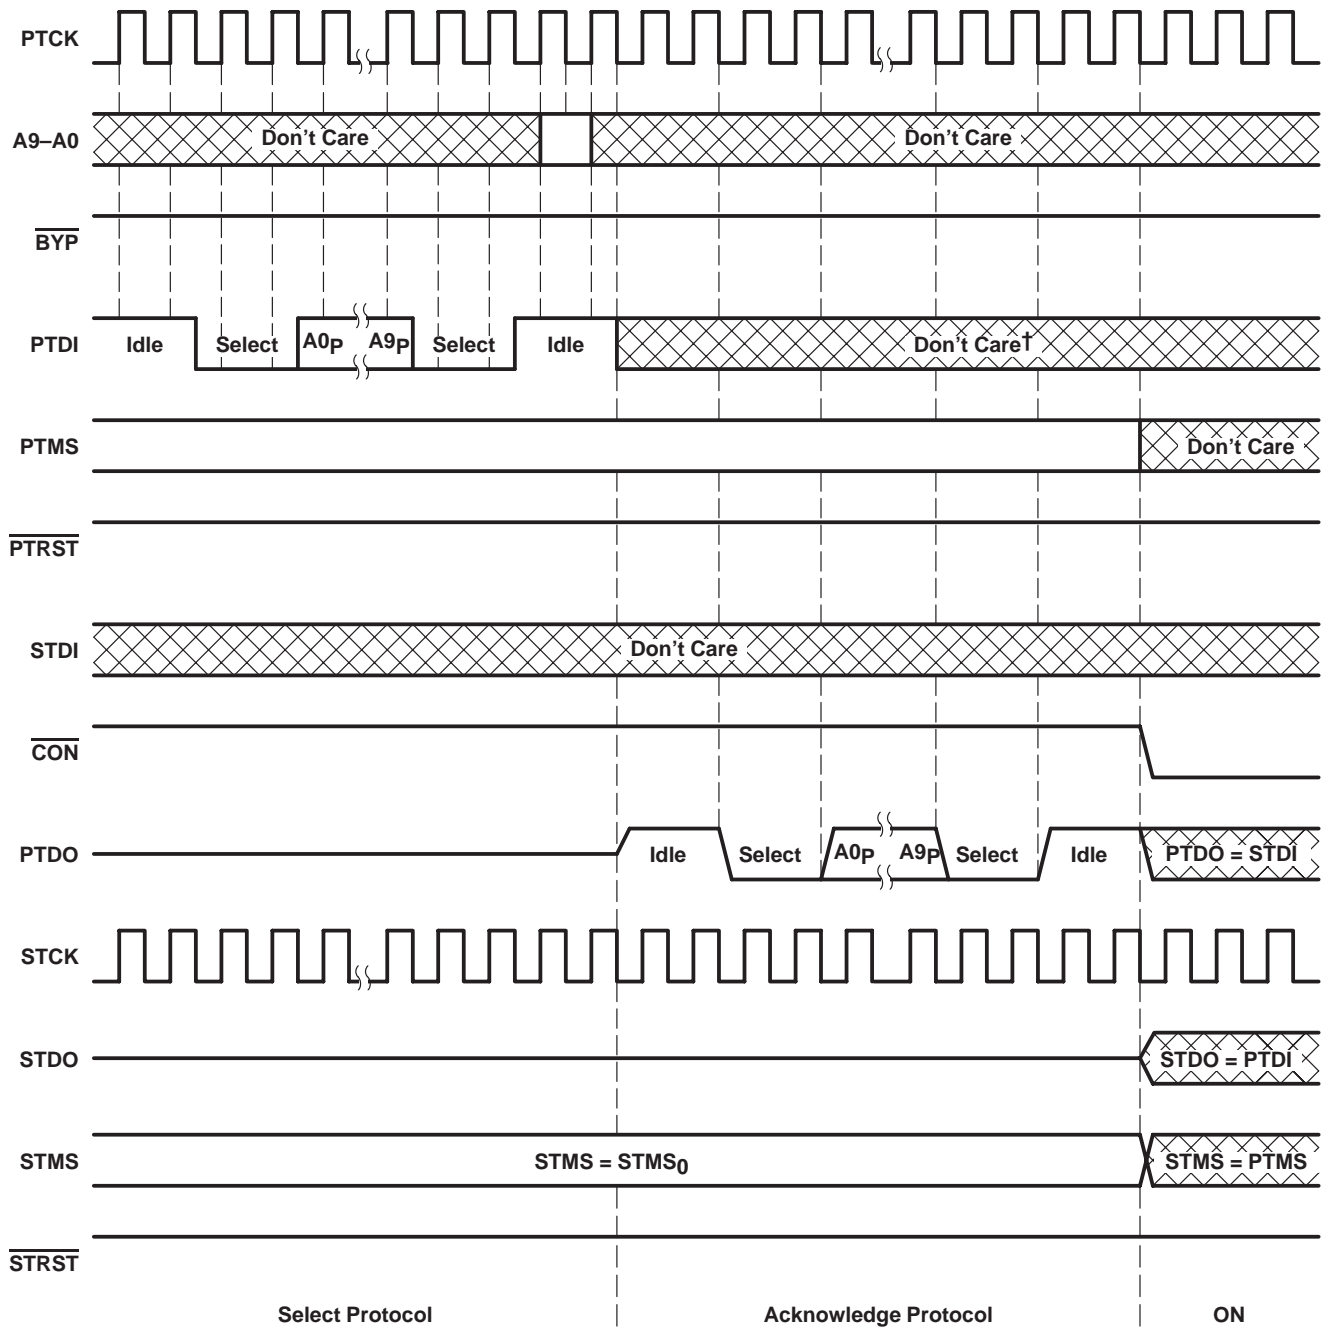 PTCK
A9–A0 Don't Care Don't Care
BYP
PTDI Idle Select A0P A9P Select Idle Don't Care†
PTMS Don't Care
PTRST
STDI Don't Care
CON
PTDO Idle Select A0P A9P Select Idle PTDO = STDI
STCK
STDO STDO = PTDI
STMS STMS = STMS0 STMS = PTMS
STRST
Select Protocol Acknowledge Protocol ON